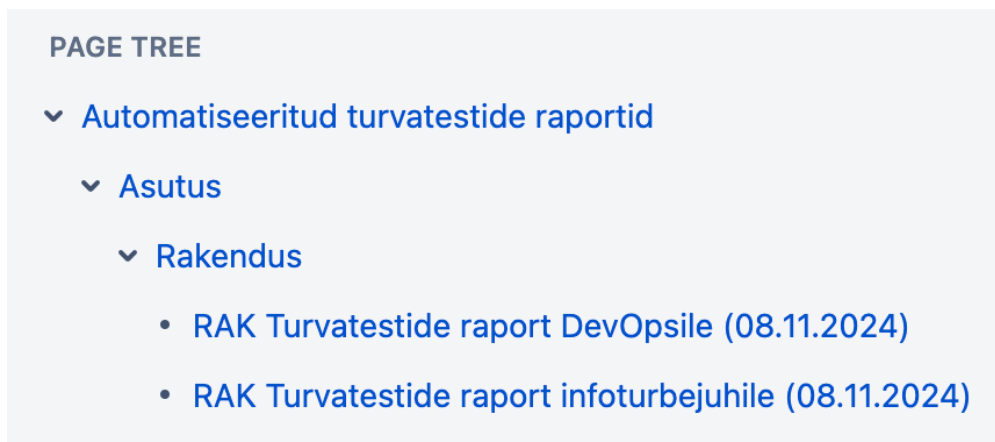 PAGE TREE
Automatiseeritud turvatestide raportid
Asutus
Rakendus
RAK Turvatestide raport DevOpsile (08.11.2024)
RAK Turvatestide raport infoturbejuhile (08.11.2024)